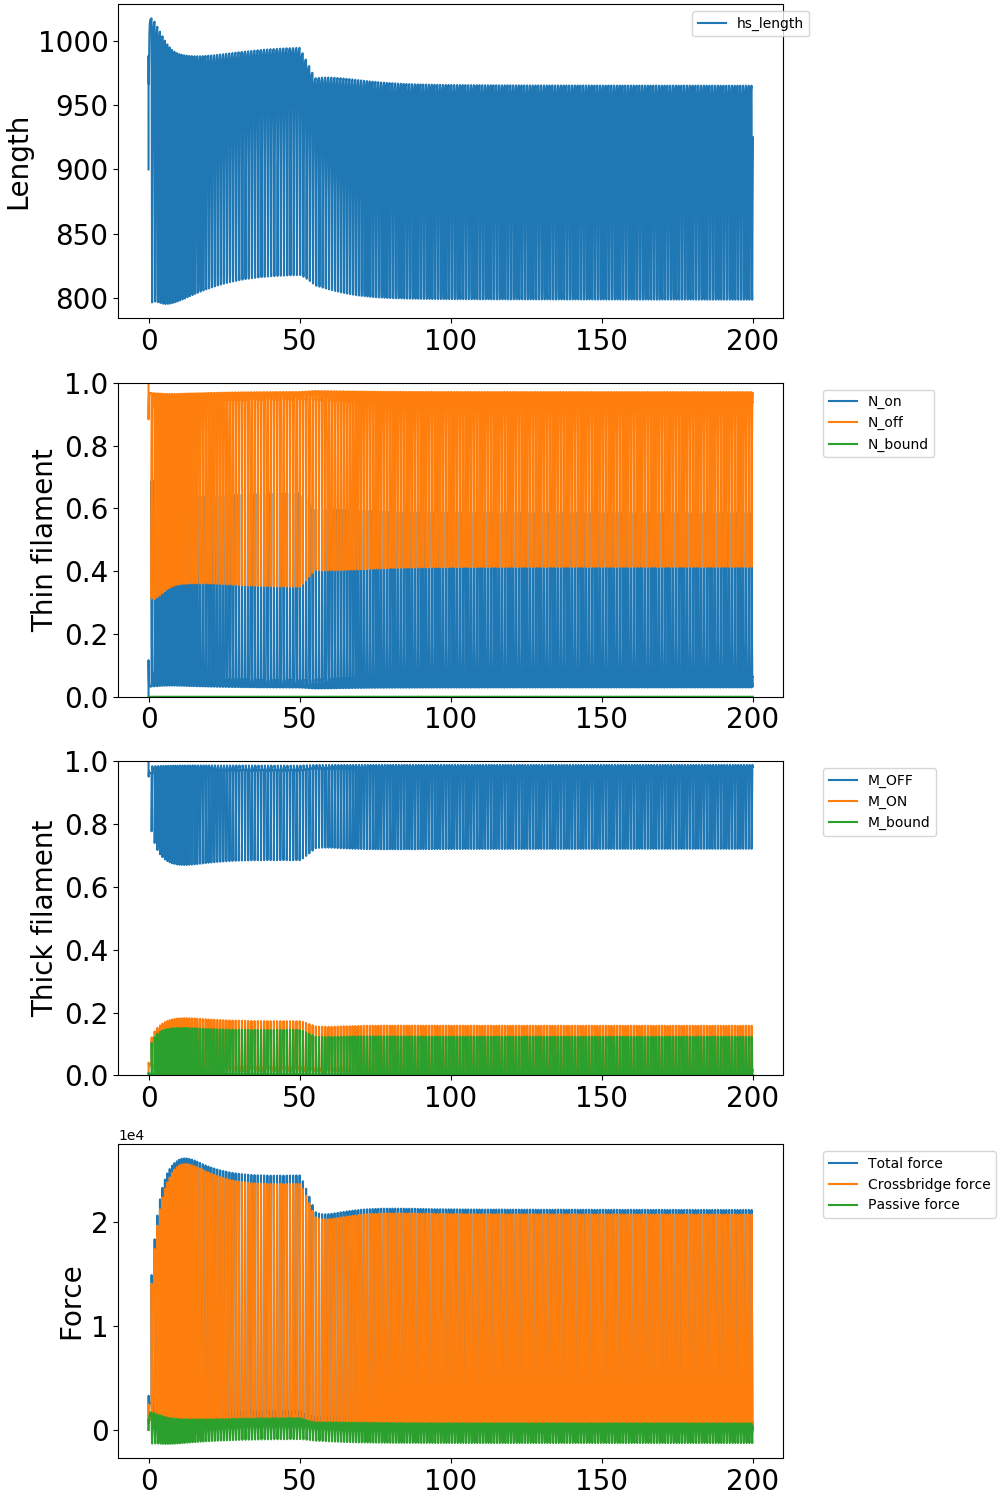 hs_length
1000
950
900
850
800
Length
0 50 100 150 200
N_on
N_off
N_bound
1.0
0.8
0.6
0.4
0.2
0.0
Thin filament
0 50 100 150 200
M_OFF
M_ON
M_bound
1.0
0.8
0.6
0.4
0.2
0.0
Thick filament
0 50 100 150 200
1e4
Total force
Crossbridge force
Passive force
2
1
0
Force
0 50 100 150 200